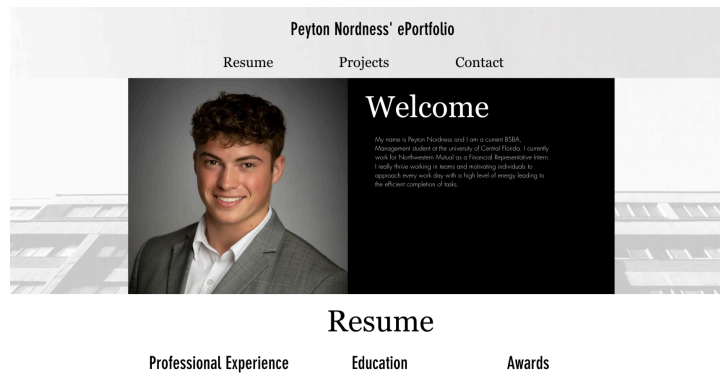 Peyton Nordness' ePortfolio
Resume Projects Contact
Welcome
My name is Peyton Nordness and I am a current BSBA,
Management student at the university of Central Florida. I currently
work for Northwestern Mutual as a Financial Representative Intern.
I really thrive working in teams and motivating individuals to
approach every work day with a high level of energy leading to
the efficient completion of tasks.
Resume
Professional Experience Education Awards